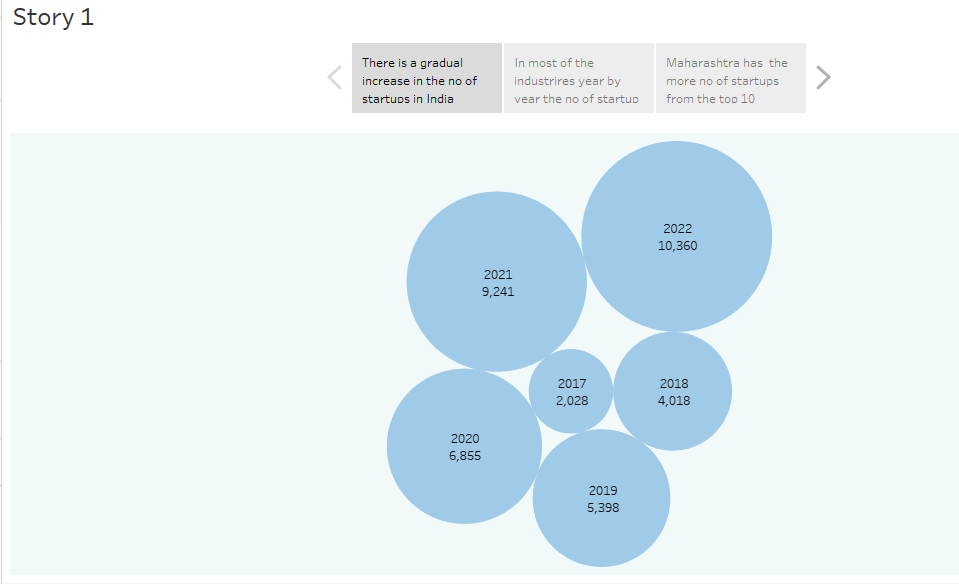 Story 1
There is a gradual
increase in the no of
startups in India
In most of the
industrires year by
year the no of startup
Maharashtra has  the
more no of startups
from the top 10
2022
10,360
2021
9,241
2017
2,028
2018
4,018
2020
6,855
2019
5,398